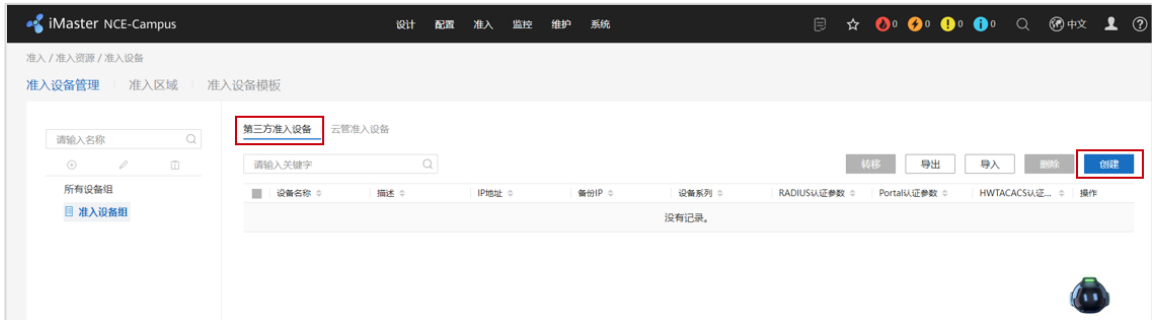 iMaster NCE-Campus 设计 配置 准入 监控 维护 系统 0 0 0 0 中文
准入 / 准入资源 / 准入设备
准入设备管理 准入区域 准入设备模板
第三方准入设备 云管准入设备
请输入名称
请输入关键字 转移 导出 导入 删除 创建
所有设备组
准入设备组
设备名称 描述 IP地址 备份IP 设备系列 RADIUS认证参数 Portal认证参数 HWTACACS认证... 操作
没有记录。